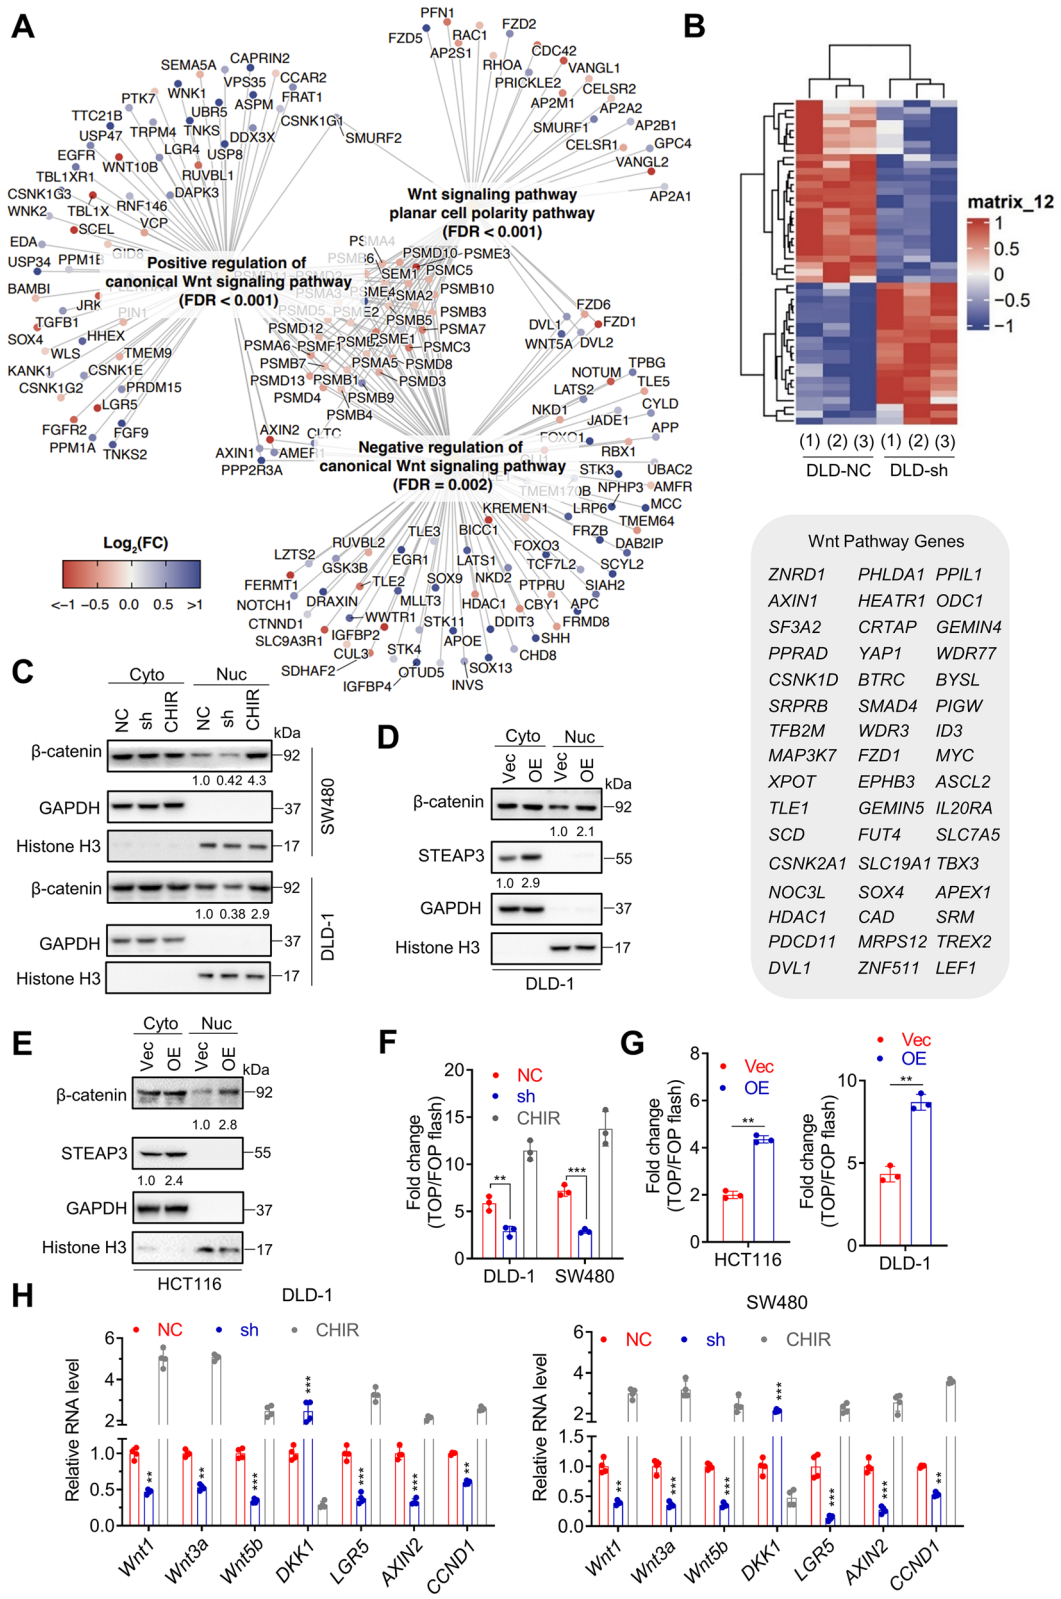 A
PFN1
FZD5
RAC1
FZD2
AP2S1
CDC42
RHOA
VANGL1
PRICKLE2
CELSR2
AP2M1
AP2A2
SMURF1
AP2B1
CELSR1
GPC4
VANGL2
AP2A1
SEMA5A
CAPRIN2
VPS35
CCAR2
WNK1
ASPM
FRAT1
PTK7
UBR5
CSNK1G1
TTC21B
TRPM4
TNKS
DDX3X
SMURF2
USP47
LGR4
USP8
EGFR
WNT10B
RUVBL1
TBL1XR1
DAPK3
CSNK1G3
RNF146
WNK2
TBL1X
VCP
SCEL
EDA
GID8
USP34
PPM1B
BAMBI
JRK
TGFB1
PIN1
SOX4
HHEX
WLS
TMEM9
KANK1
CSNK1E
CSNK1G2
PRDM15
LGR5
FGFR2
FGF9
PPM1A
TNKS2
Wnt signaling pathway
planar cell polarity pathway
(FDR < 0.001)
Positive regulation of
canonical Wnt signaling pathway
(FDR < 0.001)
PSMA4
PSMB6
PSMD10
PSME3
SEM1
PSMC5
PSMD11
PSMD2
PSMA3
PSME4
PSMA2
PSMB10
PSMD5
PSME2
PSMB5
PSMB3
PSMD12
PSMA7
PSMA6
PSMF1
PSME1
PSMC3
PSMB7
PSMA5
PSMD8
PSMD13
PSMB1
PSMD3
PSMD4
PSMB9
PSMB4
FZD6
DVL1
FZD1
WNT5A
DVL2
AXIN2
CLTC
AXIN1
AMER1
PPP2R3A
NOTUM
TPBG
LATS2
TLE5
NKD1
CYLD
JADE1
APP
FOXO1
RBX1
GLI1
STK3
UBAC2
TMEM170B
NPHP3
AMFR
LRP6
MCC
KREMEN1
TMEM64
Negative regulation of
canonical Wnt signaling pathway
(FDR = 0.002)
BICC1
FRZB
DAB2IP
TLE3
FOXO3
RUVBL2
LZTS2
EGR1
LATS1
TCF7L2
SCYL2
GSK3B
SOX9
NKD2
SIAH2
FERMT1
TLE2
PTPRU
NOTCH1
DRAXIN
MLLT3
HDAC1
CBY1
APC
CTNND1
WWTR1
STK11
DDIT3
FRMD8
SLC9A3R1
IGFBP2
APOE
SHH
CUL3
STK4
CHD8
SDHAF2
OTUD5
SOX13
IGFBP4
INVS
Log2(FC)
<−1 −0.5 0.0 0.5 >1
B
matrix_12
1
0.5
0
−0.5
−1
(1) (2) (3) (1) (2) (3)
DLD-NC DLD-sh
Wnt Pathway Genes
ZNRD1 PHLDA1 PPIL1
AXIN1 HEATR1 ODC1
SF3A2 CRTAP GEMIN4
PPRAD YAP1 WDR77
CSNK1D BTRC BYSL
SRPRB SMAD4 PIGW
TFB2M WDR3 ID3
MAP3K7 FZD1 MYC
XPOT EPHB3 ASCL2
TLE1 GEMIN5 IL20RA
SCD FUT4 SLC7A5
CSNK2A1 SLC19A1 TBX3
NOC3L SOX4 APEX1
HDAC1 CAD SRM
PDCD11 MRPS12 TREX2
DVL1 ZNF511 LEF1
C
Cyto Nuc
NC sh CHIR NC sh CHIR
kDa
β-catenin 92
1.0 0.42 4.3
GAPDH 37
Histone H3 17
SW480
β-catenin 92
1.0 0.38 2.9
GAPDH 37
Histone H3 17
DLD-1
D
Cyto Nuc
Vec OE Vec OE
kDa
β-catenin 92
1.0 2.1
STEAP3 55
1.0 2.9
GAPDH 37
Histone H3 17
DLD-1
E
Cyto Nuc
Vec OE Vec OE
kDa
β-catenin 92
1.0 2.8
STEAP3 55
1.0 2.4
GAPDH 37
Histone H3 17
HCT116
F
Fold change
(TOP/FOP flash)
20
15
10
5
0
NC
sh
CHIR
** ***
DLD-1 SW480
G
Fold change
(TOP/FOP flash)
8
6
4
2
0
Vec
OE
**
HCT116
Fold change
(TOP/FOP flash)
10
5
0
Vec
OE
**
DLD-1
H
DLD-1
NC sh CHIR
Relative RNA level
6
4
2
1.0
0.5
0.0
** ** *** *** *** *** **
Wnt1 Wnt3a Wnt5b DKK1 LGR5 AXIN2 CCND1
SW480
NC sh CHIR
Relative RNA level
6
4
2
1.5
1.0
0.5
0.0
** *** *** *** *** *** **
Wnt1 Wnt3a Wnt5b DKK1 LGR5 AXIN2 CCND1